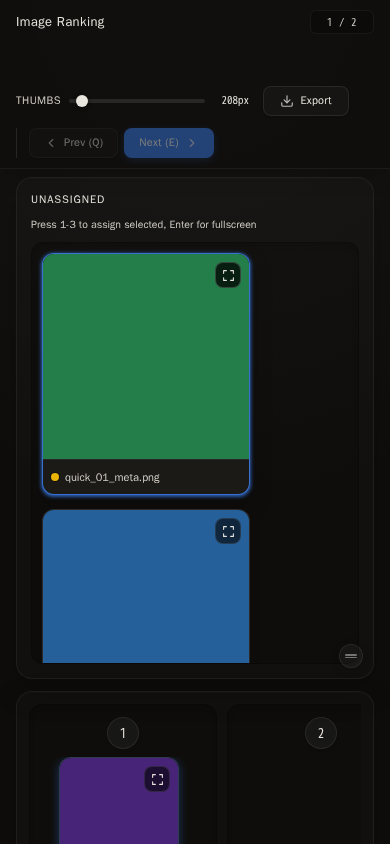 Image Ranking
1 / 2
THUMBS
208px
Export
Prev (Q)
Next (E)
UNASSIGNED
Press 1-3 to assign selected, Enter for fullscreen
quick_01_meta.png
1
2